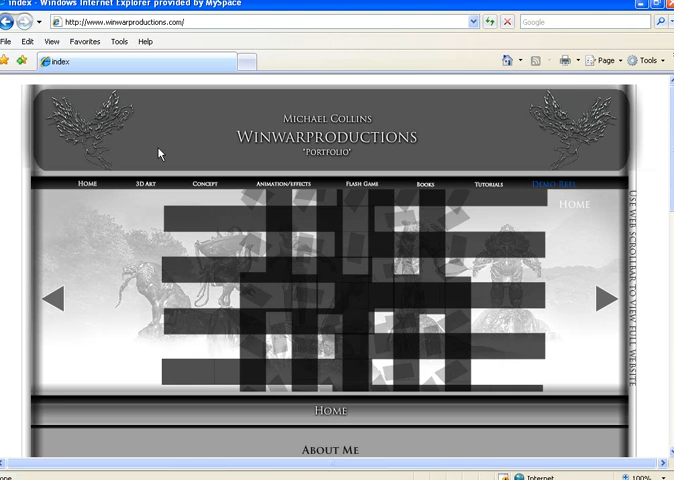 index - Windows Internet Explorer provided by MySpace
http://www.winwarproductions.com/
Google
File Edit View Favorites Tools Help
index
Page Tools
MICHAEL COLLINS
WINWARPRODUCTIONS
"PORTFOLIO"
HOME 3D ART CONCEPT ANIMATION/EFFECTS FLASH GAME BOOKS TUTORIALS DEMO REEL
HOME
USE WEB SCROLLBAR TO VIEW FULL WEBSITE
HOME
ABOUT ME
Internet 100%